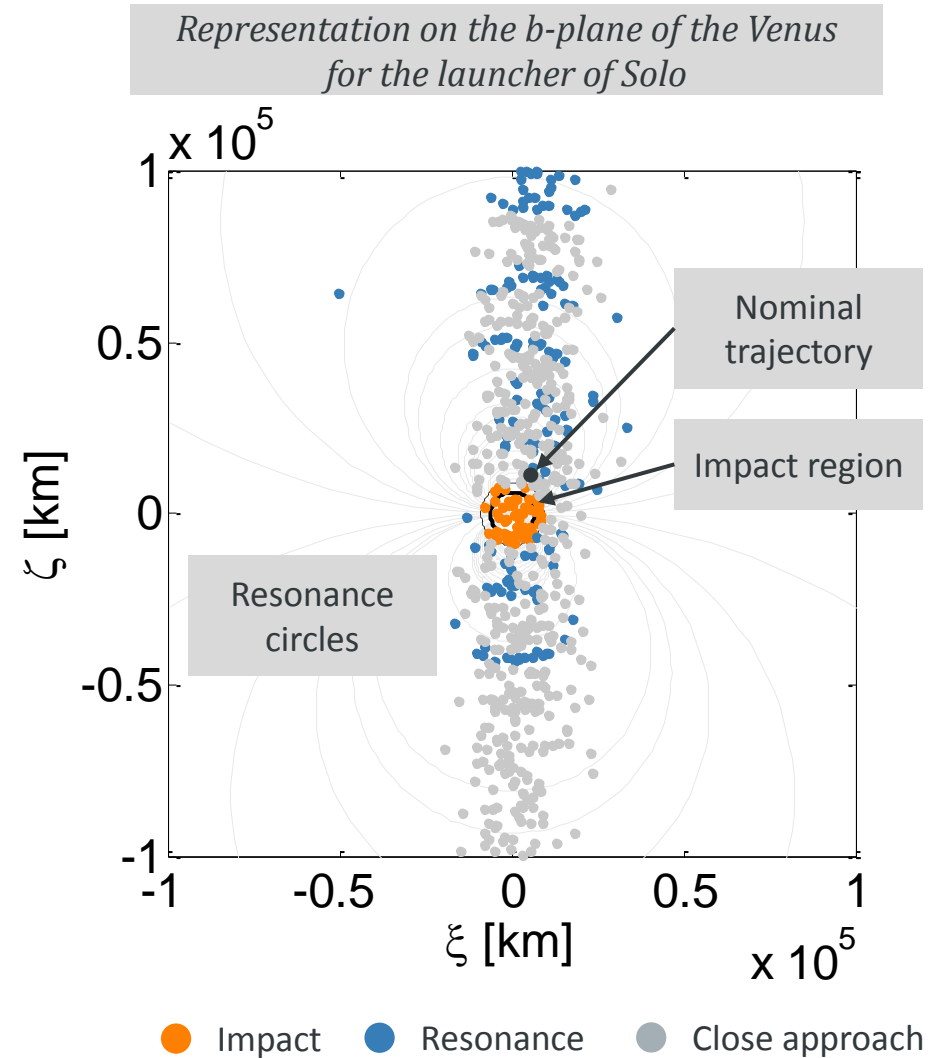 Representation on the b-plane of the Venus
for the launcher of Solo
x 10^5
1
0.5
0
-0.5
-1
ζ [km]
Nominal
trajectory
Impact region
Resonance
circles
-1 -0.5 0 0.5 1
ξ [km]
x 10^5
Impact Resonance Close approach